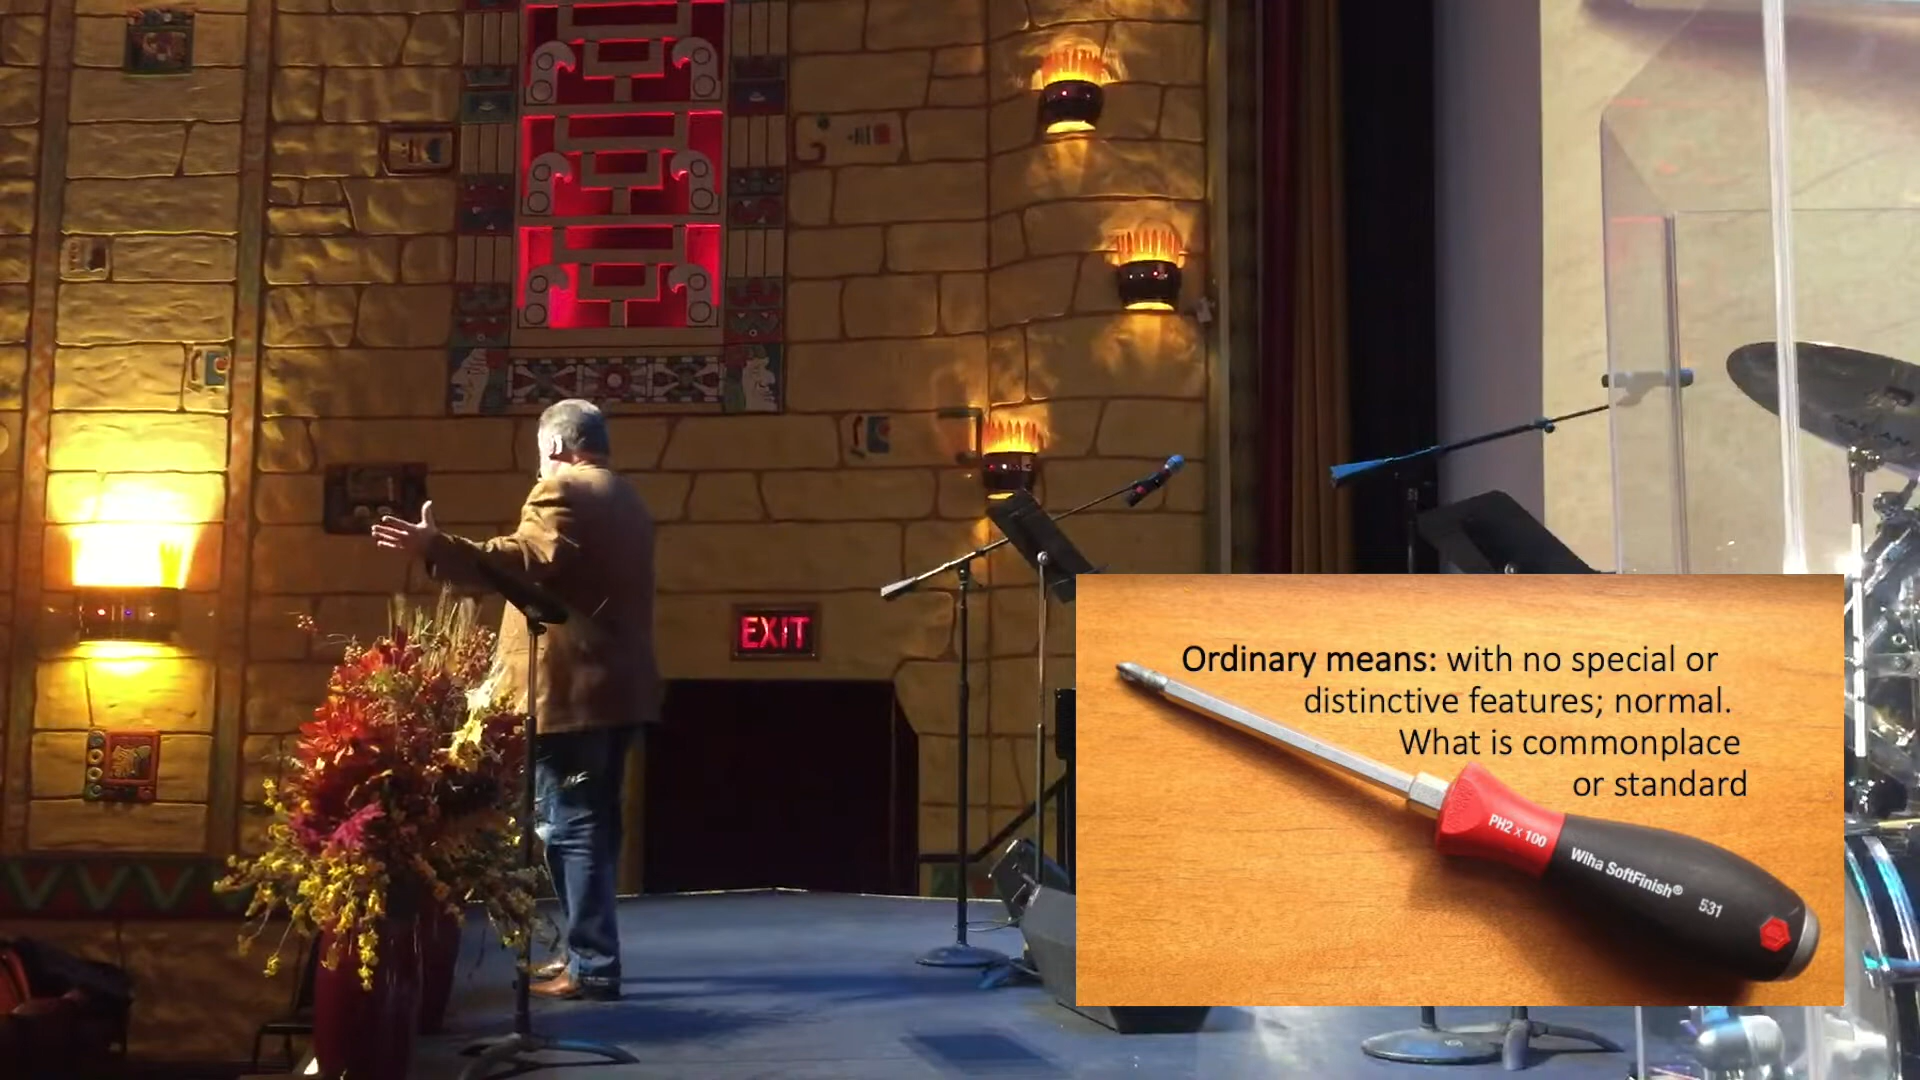 EXIT
Ordinary means: with no special or
distinctive features; normal.
What is commonplace
or standard
PH2 x 100
Wiha SoftFinish® 531